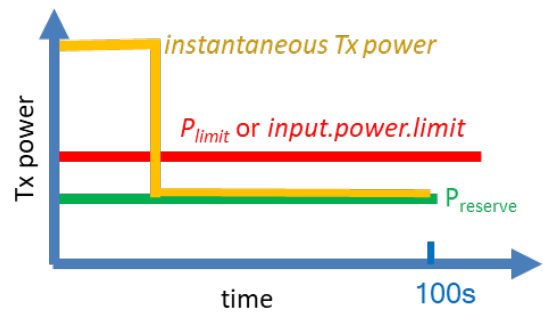 instantaneous Tx power
Plimit or input.power.limit
Tx power
Preserve
time
100s